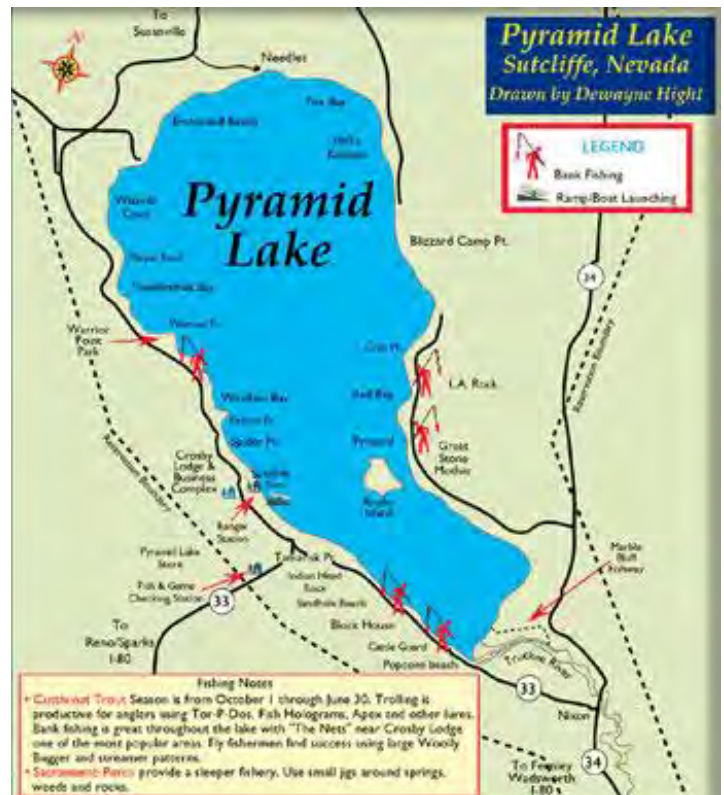 To
Susanville
N
Needles
Pyramid Lake
Sutcliffe, Nevada
Drawn by Dewayne Hight
LEGEND
Bank Fishing
Ramp/Boat Launching
Pyramid
Lake
Blizzard Camp Pt.
34
Reservation Boundary
Warrior
Point
Park
L.A. Rock
Red Bay
Pyramid
Great
Stone
Mother
Crosby
Lodge &
Business
Complex
Ranger
Station
Reservation Boundary
Pyramid Lake
Store
Fish & Game
Checking Station
33
To
Reno/Sparks
I-80
Indian Head
Rock
Sandhole Beach
Block House
Cattle Guard
Popcorn beach
Marble
Bluff
Fishway
Truckee River
33
Nixon
34
To Fernley
Wadsworth
I-80
Fishing Notes
• Cutthroat Trout Season is from October 1 through June 30. Trolling is
productive for anglers using Tor-P-Dos, Fish Holograms, Apex and other lures.
Bank fishing is great throughout the lake with "The Nets" near Crosby Lodge
one of the most popular areas. Fly fishermen find success using large Woolly
Bugger and streamer patterns.
• Sacramento Perch provide a sleeper fishery. Use small jigs around springs,
weeds and rocks.